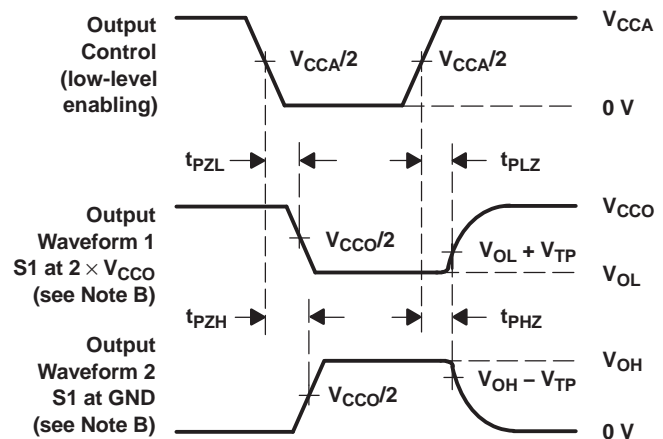 Output
Control
(low-level
enabling)
V_CCA/2
V_CCA/2
V_CCA
0 V
t_PZL
t_PLZ
Output
Waveform 1
S1 at 2 × V_CCO
(see Note B)
V_CCO/2
V_CCO
V_OL + V_TP
V_OL
t_PZH
t_PHZ
Output
Waveform 2
S1 at GND
(see Note B)
V_CCO/2
V_OH
V_OH − V_TP
0 V